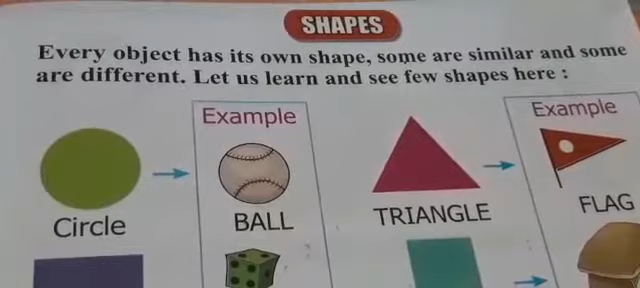 SHAPES
Every object has its own shape, some are similar and some
are different. Let us learn and see few shapes here :
Example
Example
Circle
BALL
TRIANGLE
FLAG